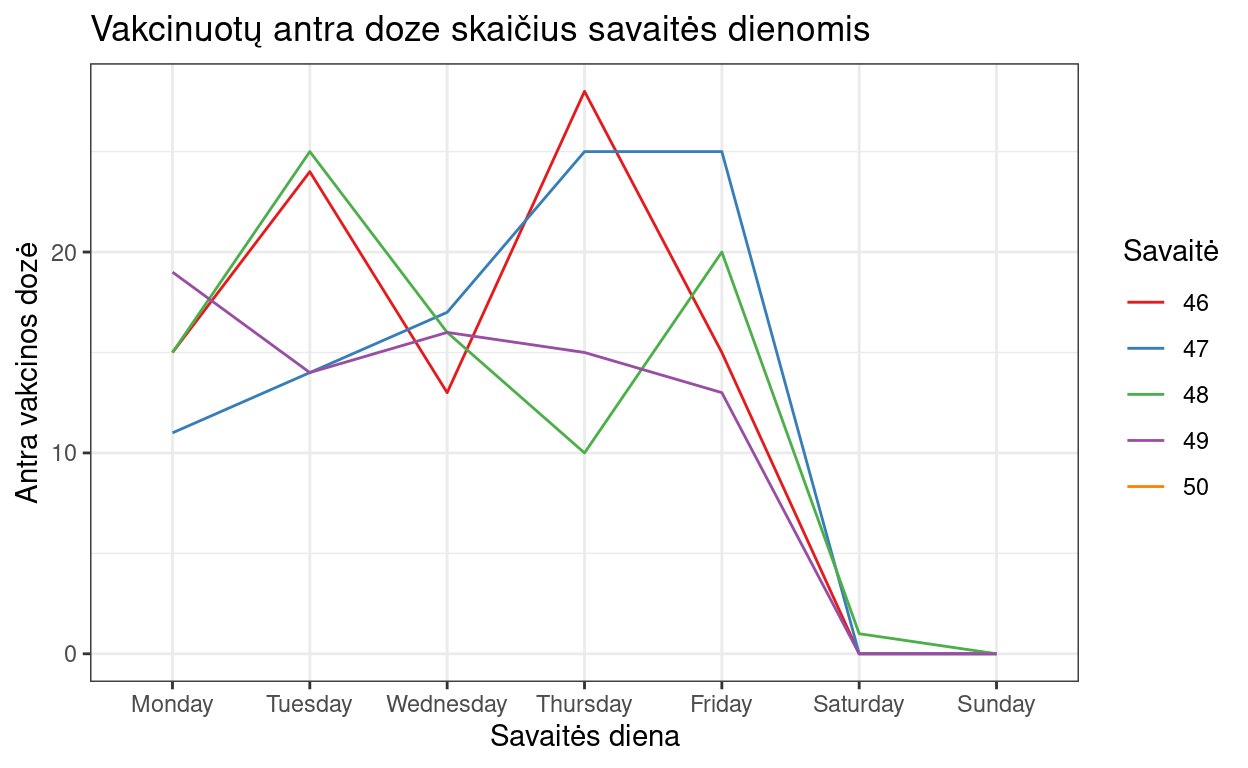 Vakcinuotų antra doze skaičius savaitės dienomis
Antra vakcinos dozė
20
10
0
Monday Tuesday Wednesday Thursday Friday Saturday Sunday
Savaitės diena
Savaitė
46
47
48
49
50